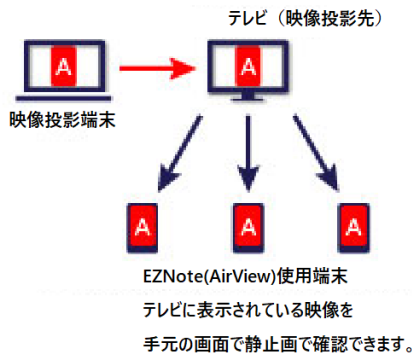 テレビ（映像投影先）
A
A
映像投影端末
A
A
A
EZNote(AirView)使用端末
テレビに表示されている映像を
手元の画面で静止画で確認できます。